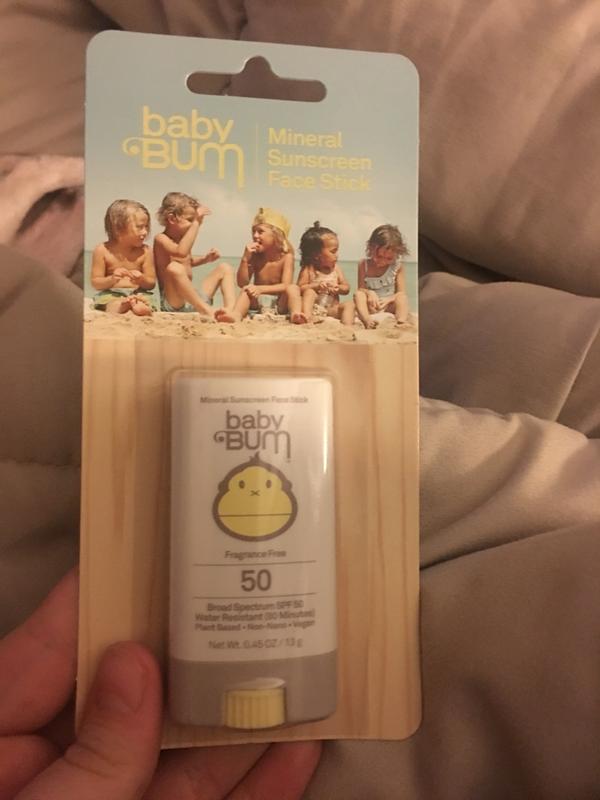 baby
BUM
Mineral
Sunscreen
Face Stick
Mineral Sunscreen Face Stick
baby
BUM
Fragrance Free
50
Broad Spectrum SPF 50
Water Resistant (80 Minutes)
Plant Based • Non-Nano • Vegan
Net Wt. 0.45 OZ / 13 g